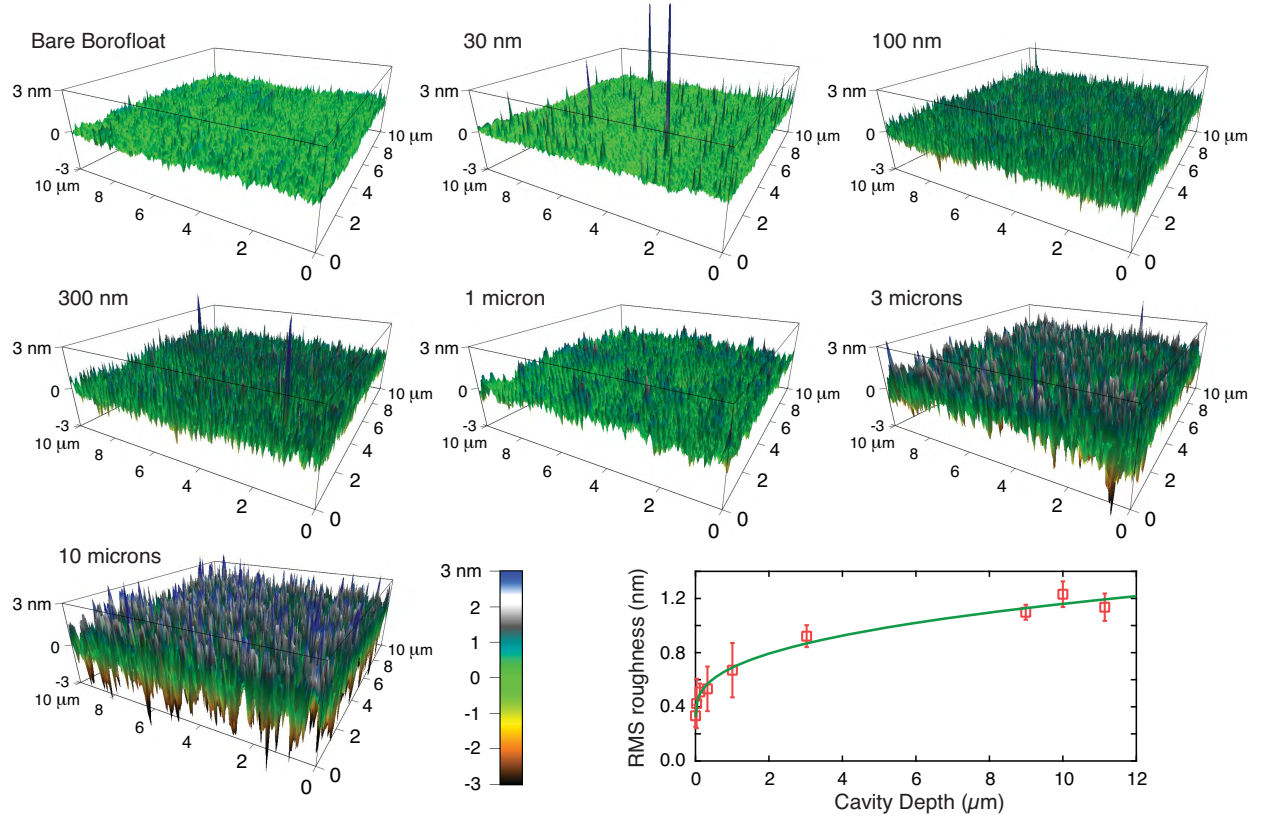 Bare Borofloat
3 nm
0
-3
10 μm
8
6
4
2
0
0
2
4
6
8
10 μm
30 nm
3 nm
0
-3
10 μm
8
6
4
2
0
0
2
4
6
8
10 μm
100 nm
3 nm
0
-3
10 μm
8
6
4
2
0
0
2
4
6
8
10 μm
300 nm
3 nm
0
-3
10 μm
8
6
4
2
0
0
2
4
6
8
10 μm
1 micron
3 nm
0
-3
10 μm
8
6
4
2
0
0
2
4
6
8
10 μm
3 microns
3 nm
0
-3
10 μm
8
6
4
2
0
0
2
4
6
8
10 μm
10 microns
3 nm
0
-3
10 μm
8
6
4
2
0
0
2
4
6
8
10 μm
3 nm
2
1
0
-1
-2
-3
RMS roughness (nm)
1.2
0.8
0.4
0.0
0 2 4 6 8 10 12
Cavity Depth (μm)